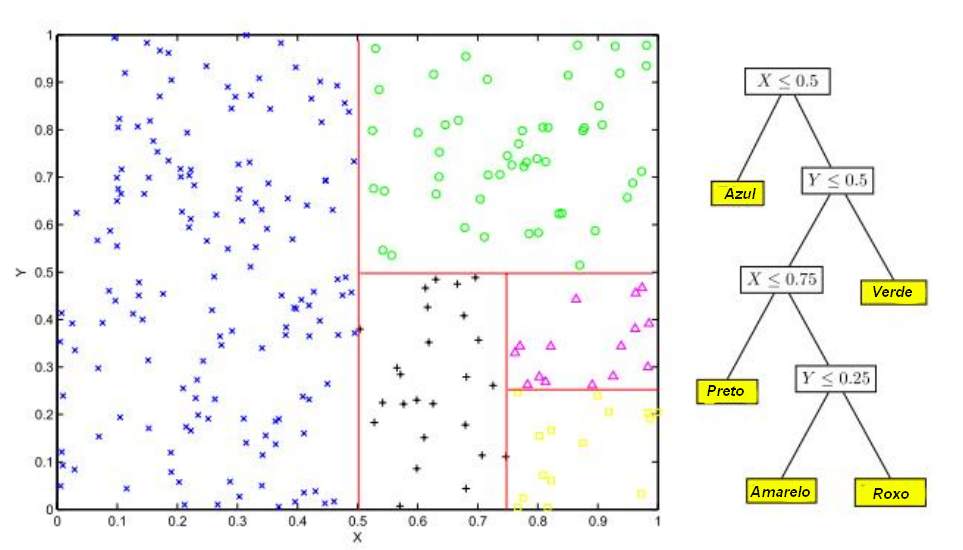 1
0.9
0.8
0.7
0.6
0.5
0.4
0.3
0.2
0.1
0
Y
0 0.1 0.2 0.3 0.4 0.5 0.6 0.7 0.8 0.9 1
X
X ≤ 0.5
Azul
Y ≤ 0.5
X ≤ 0.75
Verde
Preto
Y ≤ 0.25
Amarelo
Roxo